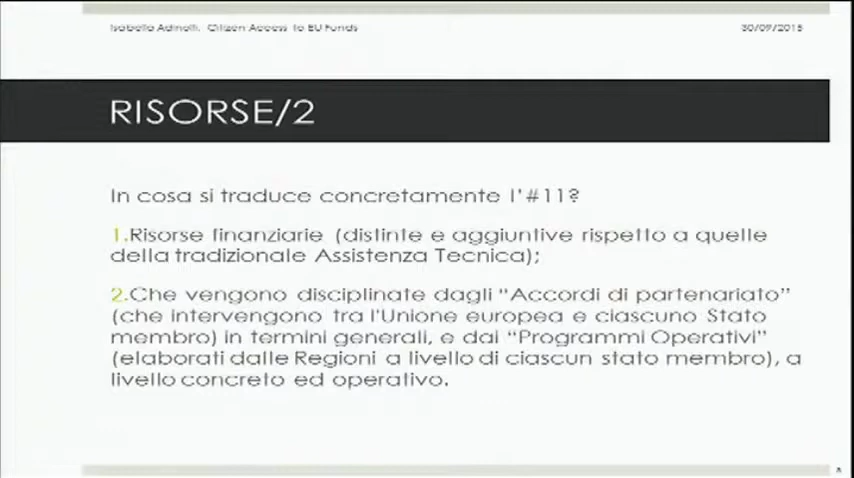 Isabella Adinolfi, Citizen Access to EU Funds
30/09/2015
RISORSE/2
In cosa si traduce concretamente l'#11?
1.Risorse finanziarie (distinte e aggiuntive rispetto a quelle
della tradizionale Assistenza Tecnica);
2.Che vengono disciplinate dagli “Accordi di partenariato”
(che intervengono tra l'Unione europea e ciascuno Stato
membro) in termini generali, e dai “Programmi Operativi”
(elaborati dalle Regioni a livello di ciascun stato membro), a
livello concreto ed operativo.